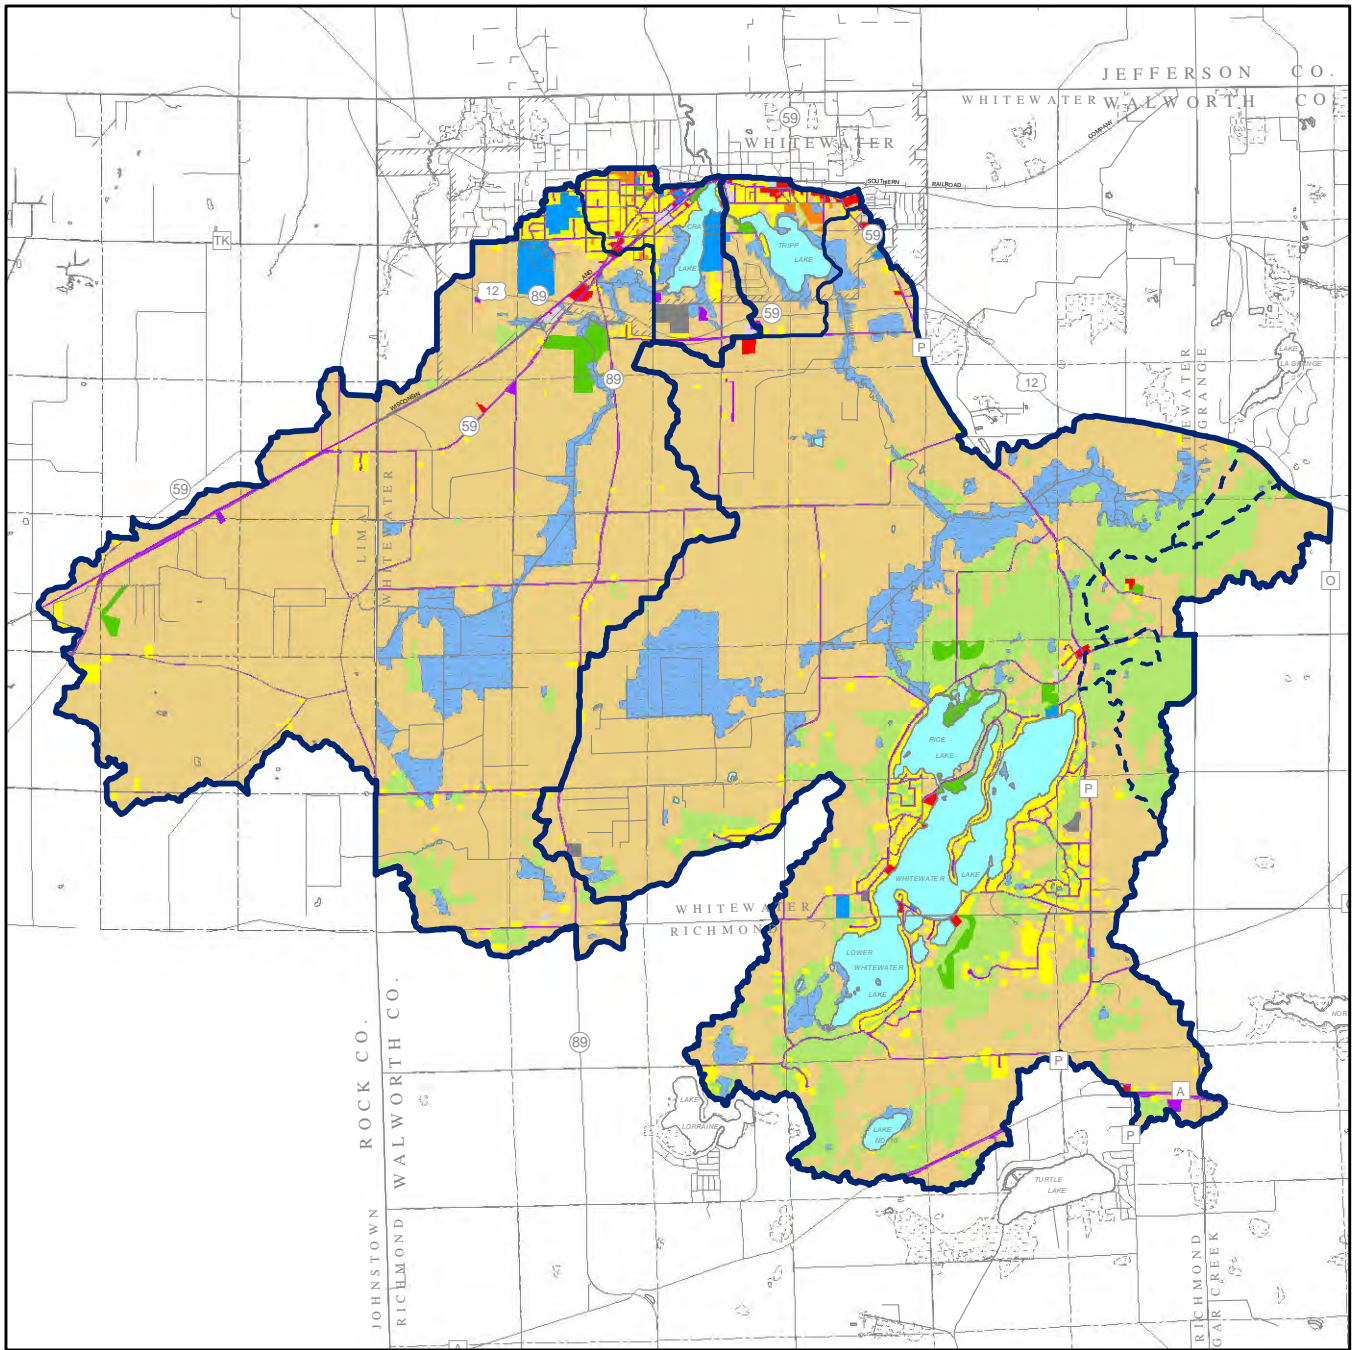 JEFFERSON CO.
WHITEWATER WALWORTH CO.
COMPANY
59
WHITEWATER
SOUTHERN RAILROAD
TK
59
TRIPP
LAKE
LAKE
AND
12
89
59
P
LAKE
LA GRANGE
12
WHITEWATER
LA GRANGE
89
WISCONSIN
59
59
LIMA
WHITEWATER
O
RICE
LAKE
P
WHITEWATER LAKE
WHITEWATER
RICHMOND
LOWER
WHITEWATER
LAKE
ROCK CO.
WALWORTH CO.
89
P
A
LAKE
LORRAINE
LAKE
P
TURTLE
LAKE
JOHNSTOWN
RICHMOND
RICHMOND